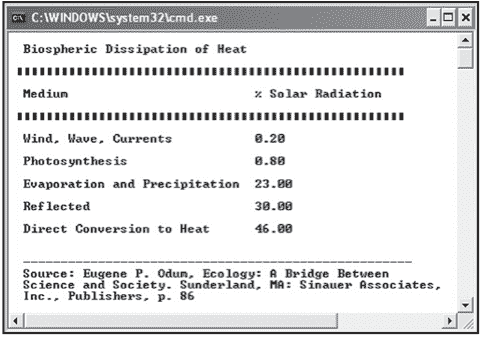 C:\WINDOWS\system32\cmd.exe
Biospheric Dissipation of Heat
Medium % Solar Radiation
Wind, Wave, Currents 0.20
Photosynthesis 0.80
Evaporation and Precipitation 23.00
Reflected 30.00
Direct Conversion to Heat 46.00
Source: Eugene P. Odum, Ecology: A Bridge Between
Science and Society. Sunderland, MA: Sinauer Associates,
Inc., Publishers, p. 86